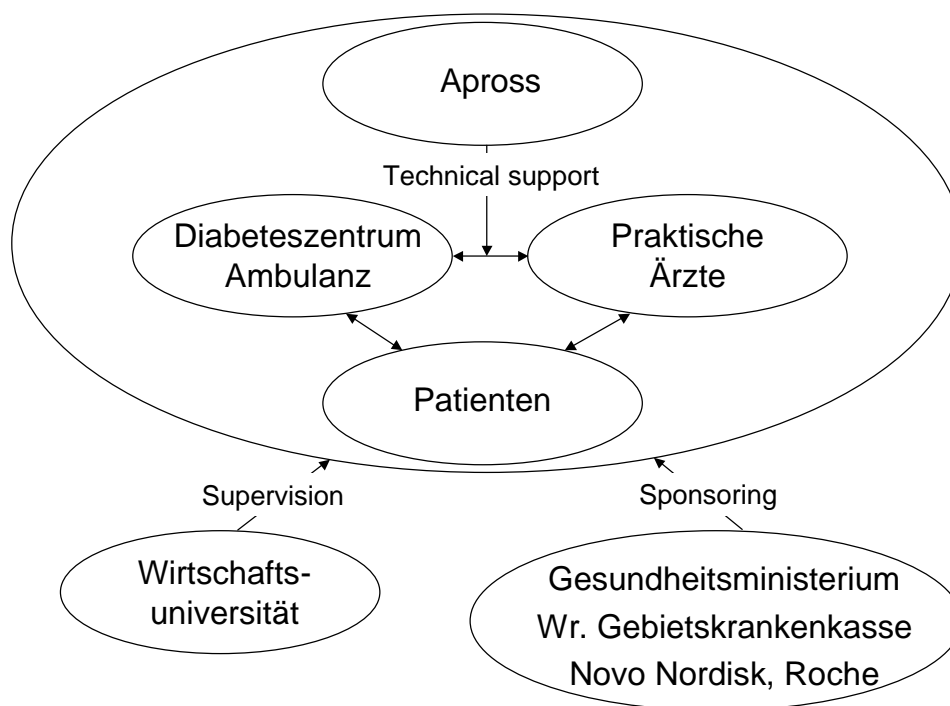 Apross
Technical support
Diabeteszentrum
Ambulanz
Praktische
Ärzte
Patienten
Supervision
Sponsoring
Wirtschafts-
universität
Gesundheitsministerium
Wr. Gebietskrankenkasse
Novo Nordisk, Roche